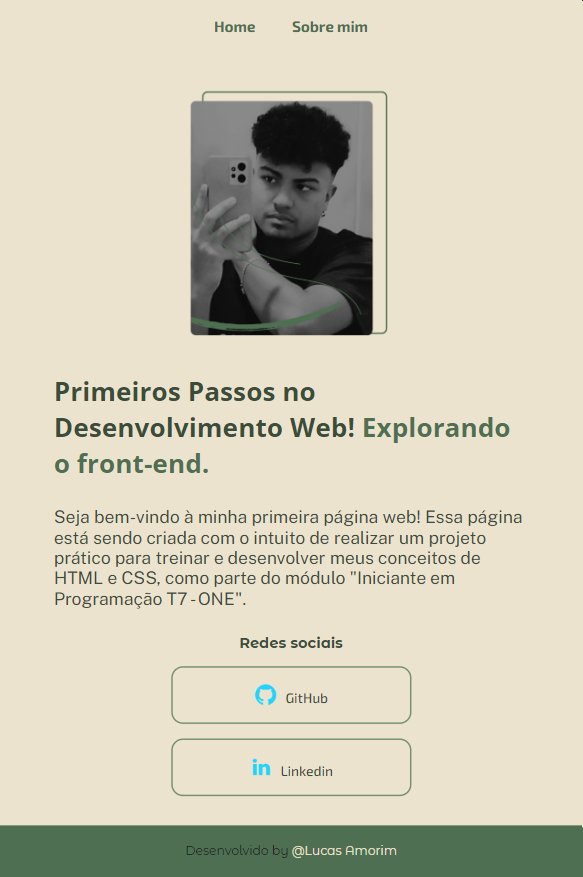 Home Sobre mim
Primeiros Passos no
Desenvolvimento Web! Explorando
o front-end.
Seja bem-vindo à minha primeira página web! Essa página
está sendo criada com o intuito de realizar um projeto
prático para treinar e desenvolver meus conceitos de
HTML e CSS, como parte do módulo "Iniciante em
Programação T7 - ONE".
Redes sociais
GitHub
in Linkedin
Desenvolvido by @Lucas Amorim